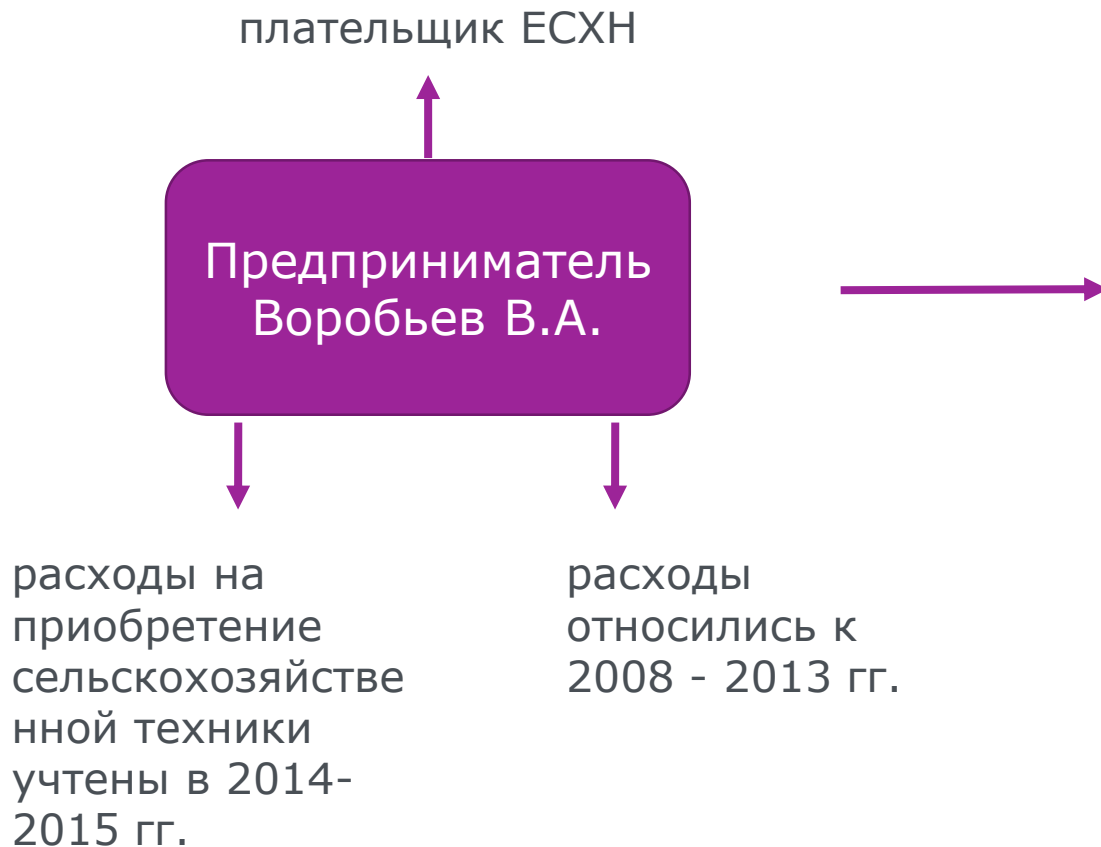 плательщик ЕСХН
Предприниматель
Воробьев В.А.
расходы на
приобретение
сельскохозяйстве
нной техники
учтены в 2014-
2015 гг.
расходы
относились к
2008 - 2013 гг.